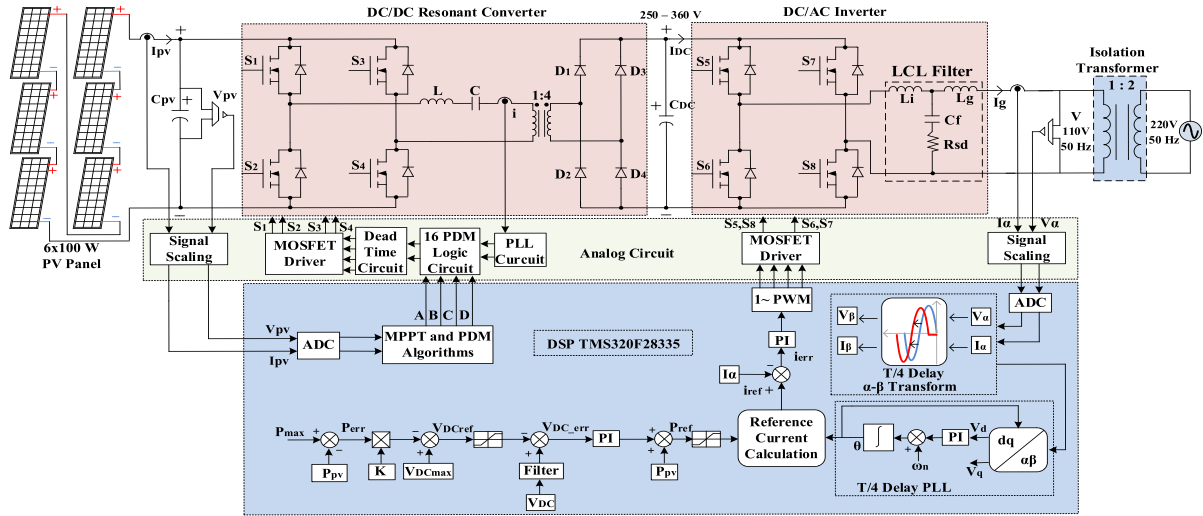 DC/DC Resonant Converter
250 – 360 V
DC/AC Inverter
Isolation
Transformer
1 : 2
6x100 W
PV Panel
Ipv
Cpv
Vpv
S1
S3
S2
S4
L
C
i
1:4
D1
D3
D2
D4
IDC
CDC
S5
S7
S6
S8
LCL Filter
Li
Lg
Cf
Rsd
Ig
V
110V
50 Hz
220V
50 Hz
Signal
Scaling
S1
S2
S3
S4
MOSFET
Driver
Dead
Time
Circuit
16 PDM
Logic
Circuit
PLL
Curcuit
Analog Circuit
S5,S8
S6,S7
MOSFET
Driver
Iα
Vα
Signal
Scaling
Vpv
Ipv
ADC
A
B
C
D
MPPT and PDM
Algorithms
DSP TMS320F28335
1~ PWM
PI
ierr
Iα
iref
ADC
Vβ
Iβ
Vα
Iα
T/4 Delay
α-β Transform
Pmax
Perr
Ppv
K
VDCref
VDCmax
VDC_err
Filter
VDC
PI
Pref
Ppv
Reference
Current
Calculation
θ
∫
ωn
PI
Vd
Vq
dq
αβ
T/4 Delay PLL